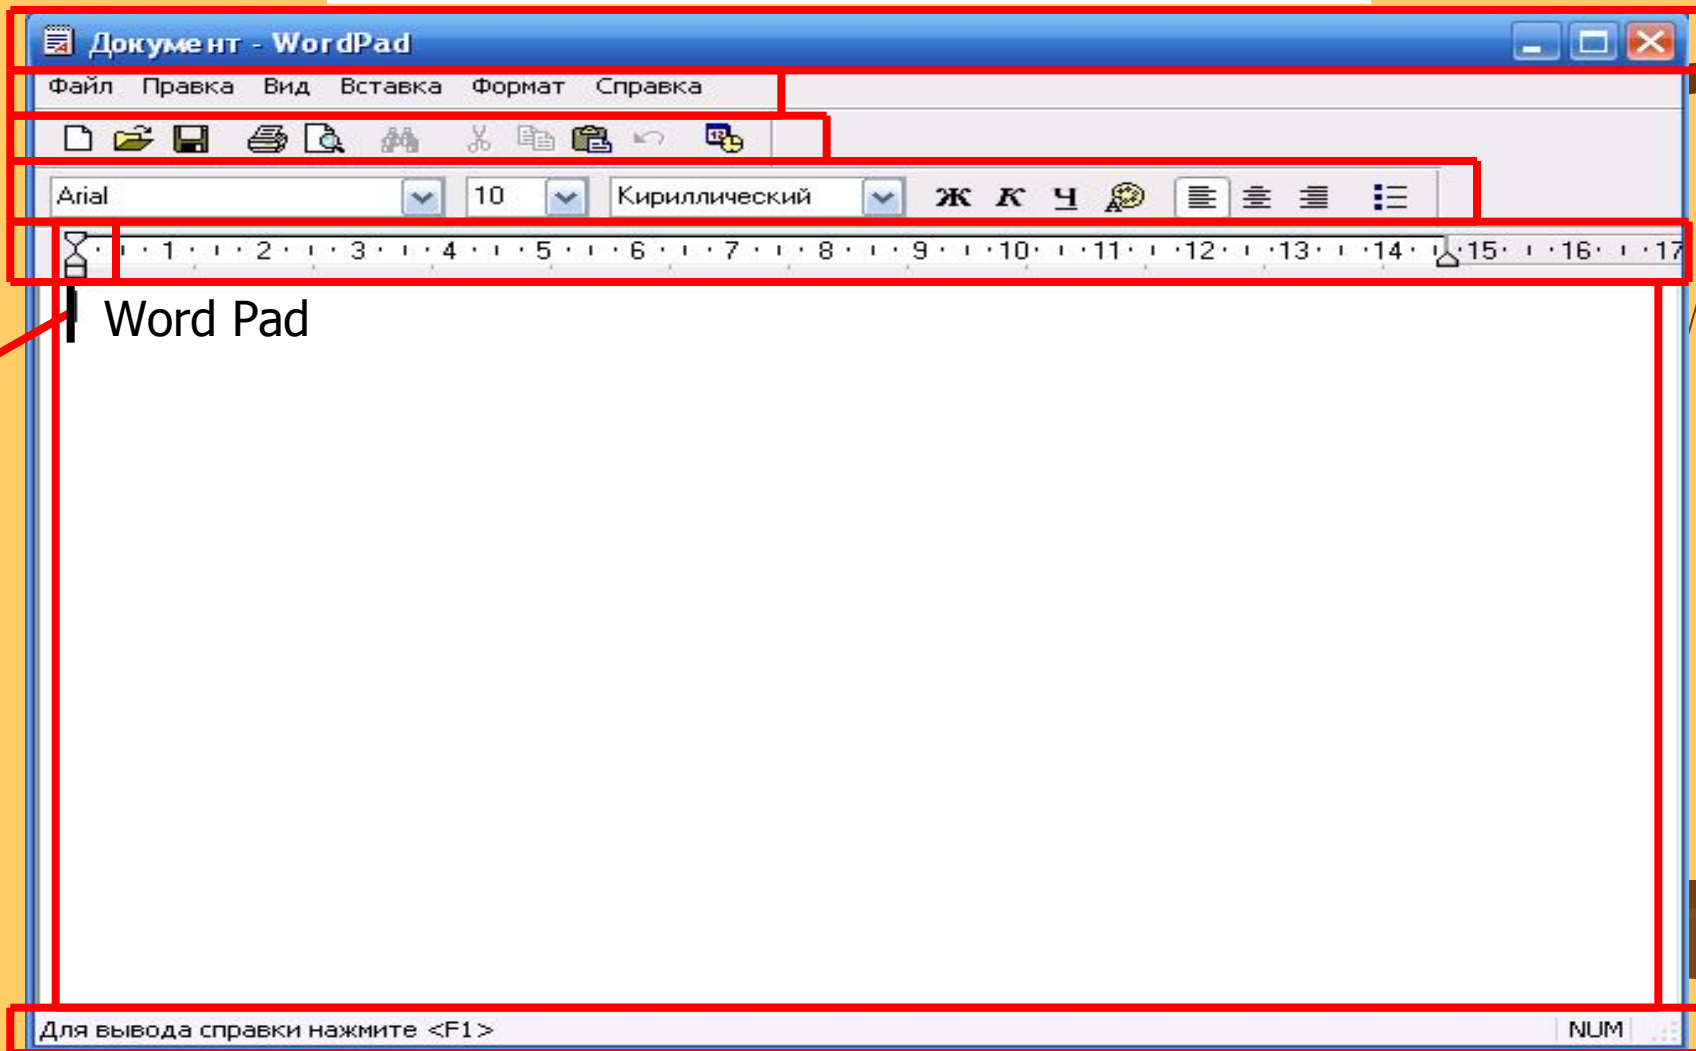 Документ - WordPad
Файл Правка Вид Вставка Формат Справка
Arial 10 Кириллический Ж К Ч
1 2 3 4 5 6 7 8 9 10 11 12 13 14 15 16 17
Word Pad
Для вывода справки нажмите <F1> NUM